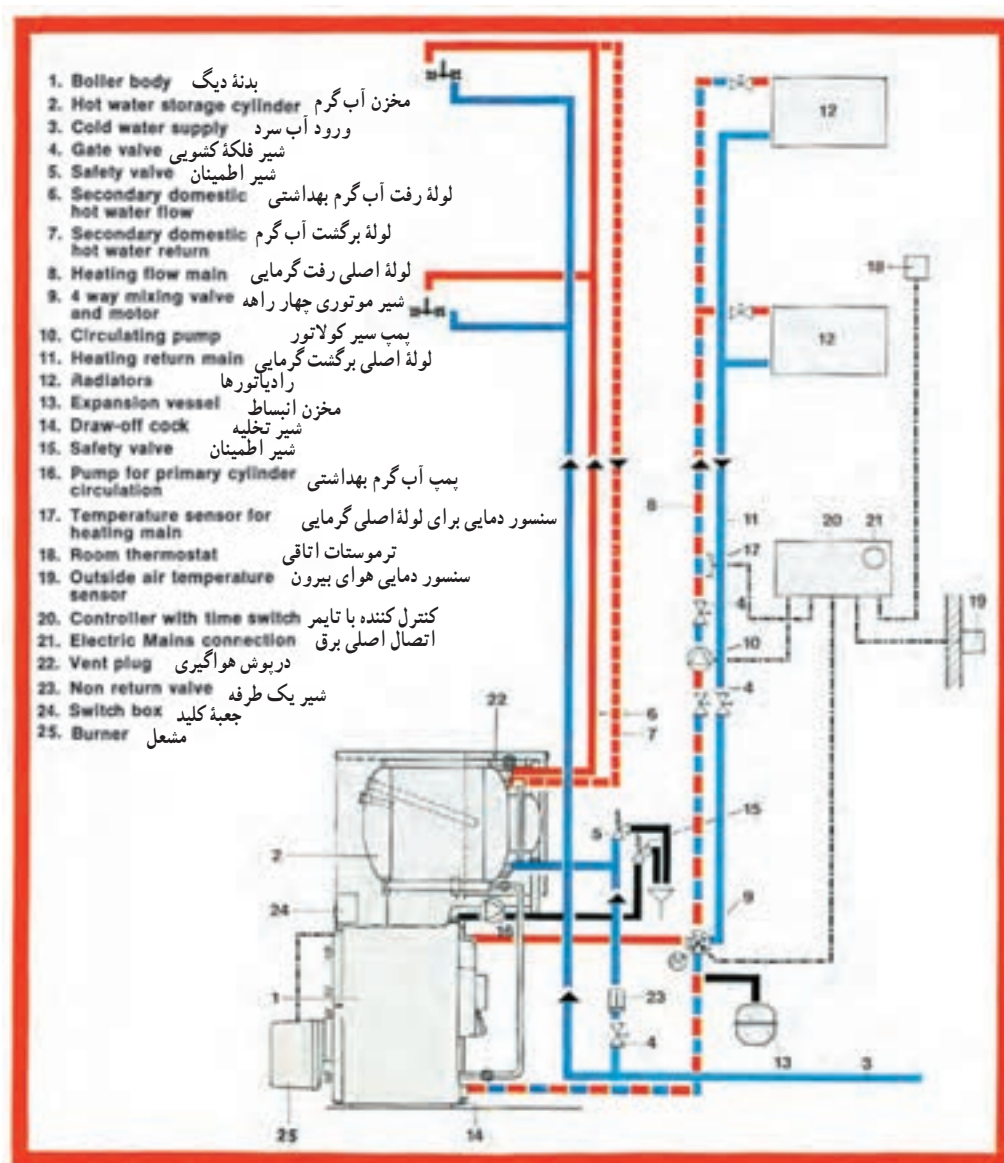 1. Boiler body بدنهٔ دیگ
2. Hot water storage cylinder مخزن آب گرم
3. Cold water supply ورود آب سرد
4. Gate valve شیر فلکهٔ کشویی
5. Safety valve شیر اطمینان
6. Secondary domestic لولهٔ رفت آب گرم بهداشتی
hot water flow
7. Secondary domestic لولهٔ برگشت آب گرم
hot water return
8. Heating flow main لولهٔ اصلی رفت گرمایی
9. 4 way mixing valve شیر موتوری چهار راهه
and motor
10. Circulating pump پمپ سیر کولاتور
11. Heating return main لولهٔ اصلی برگشت گرمایی
12. Radiators رادیاتورها
13. Expansion vessel مخزن انبساط
14. Draw-off cock شیر تخلیه
15. Safety valve شیر اطمینان
16. Pump for primary cylinder پمپ آب گرم بهداشتی
circulation
17. Temperature sensor for سنسور دمایی برای لولهٔ اصلی گرمایی
heating main
18. Room thermostat ترموستات اتاقی
19. Outside air temperature سنسور دمایی هوای بیرون
sensor
20. Controller with time switch کنترل کننده با تایمر
21. Electric Mains connection اتصال اصلی برق
22. Vent plug درپوش هواگیری
23. Non return valve شیر یک طرفه
24. Switch box جعبهٔ کلید
25. Burner مشعل
12
18
12
8
11
20
21
17
4
19
10
4
22
6
7
15
5
2
9
24
16
1
23
4
13
3
25
14